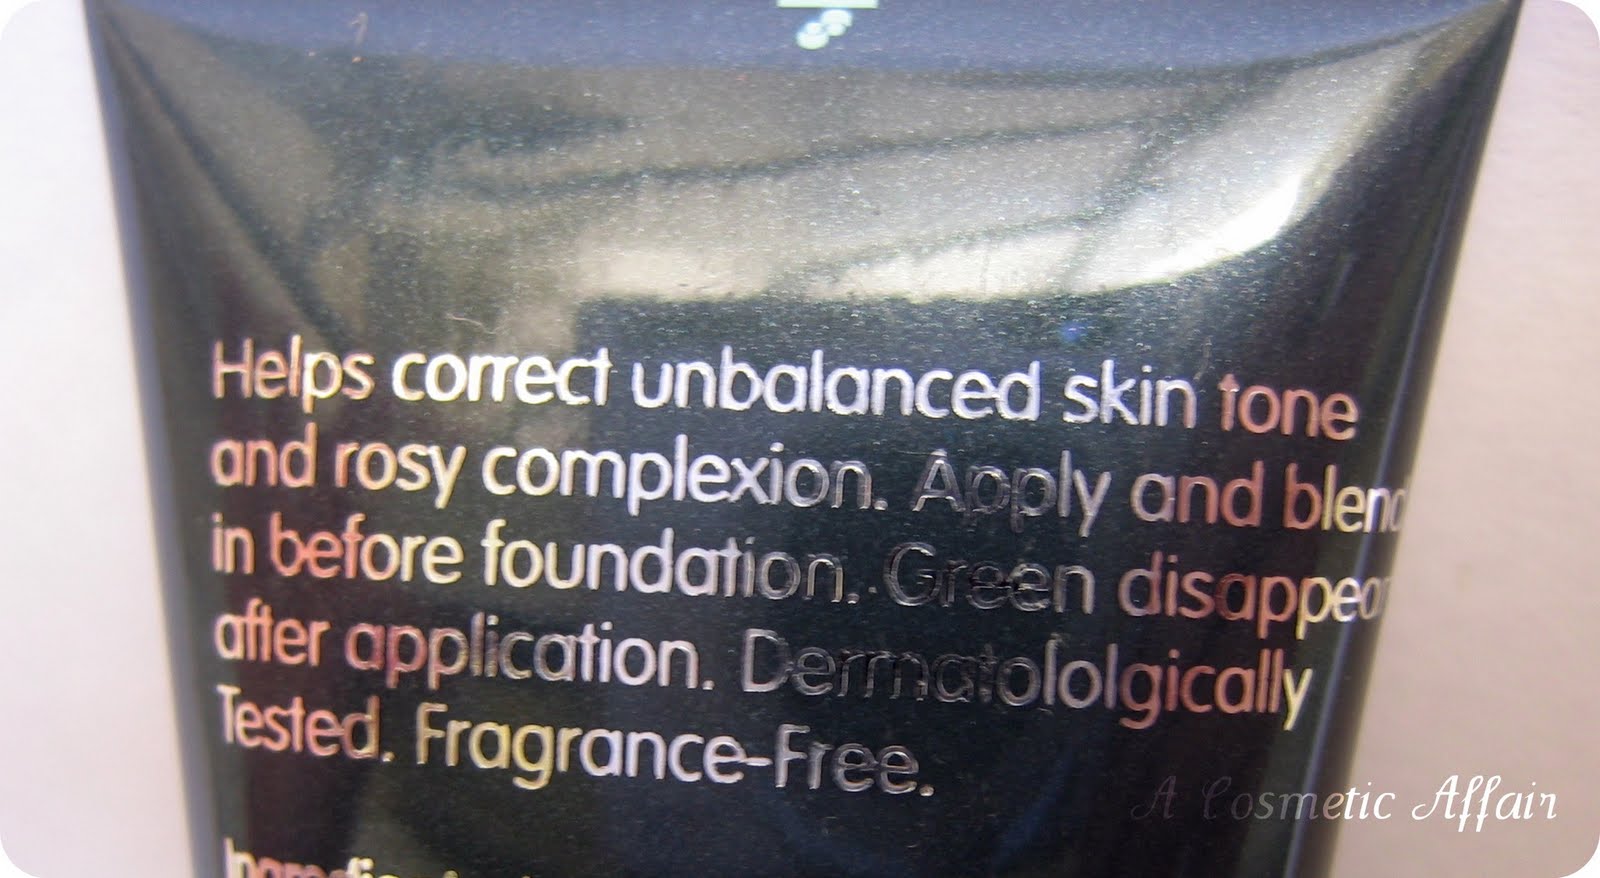 Helps correct unbalanced skin tone
and rosy complexion. Apply and blend
in before foundation. Green disappear
after application. Dermatololgically
Tested. Fragrance-Free.
A Cosmetic Affair